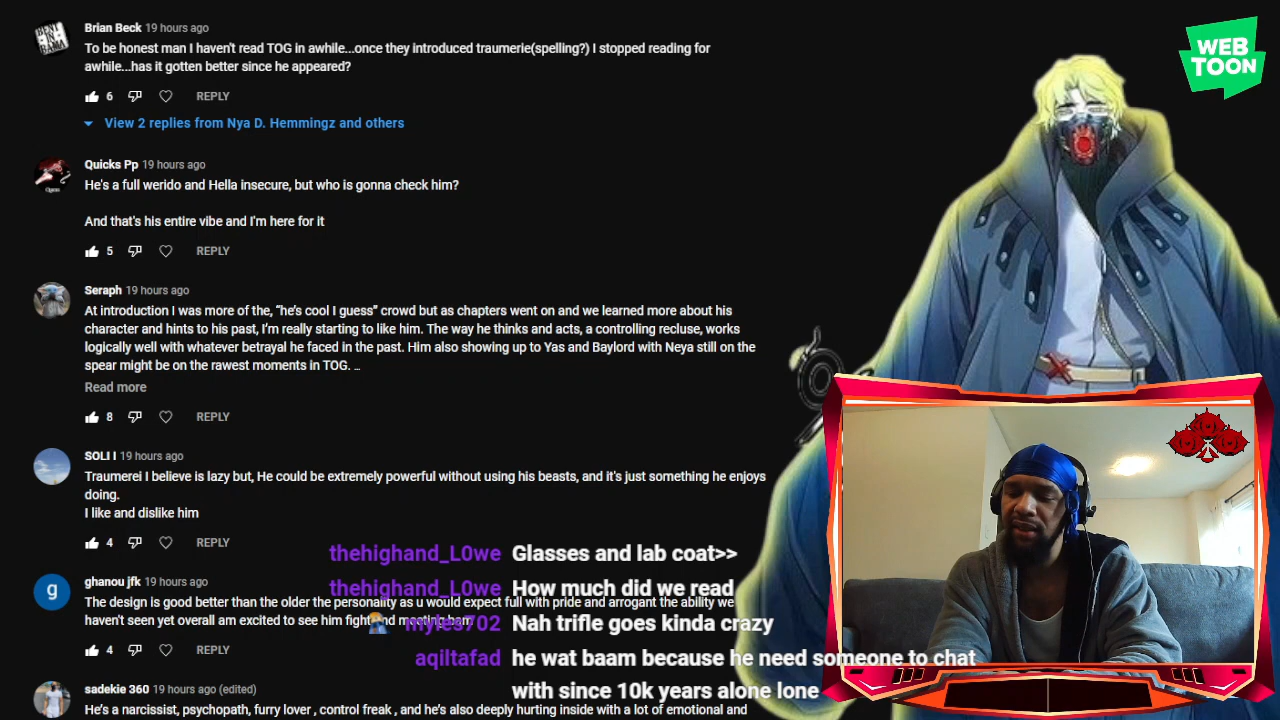 Brian Beck 19 hours ago
To be honest man I haven't read TOG in awhile...once they introduced traumerie(spelling?) I stopped reading for
awhile...has it gotten better since he appeared?
6 REPLY
View 2 replies from Nya D. Hemmingz and others
Quicks Pp 19 hours ago
He's a full werido and Hella insecure, but who is gonna check him?
And that's his entire vibe and I'm here for it
5 REPLY
Seraph 19 hours ago
At introduction I was more of the, “he's cool I guess” crowd but as chapters went on and we learned more about his
character and hints to his past, I'm really starting to like him. The way he thinks and acts, a controlling recluse, works
logically well with whatever betrayal he faced in the past. Him also showing up to Yas and Baylord with Neya still on the
spear might be on the rawest moments in TOG. ...
Read more
8 REPLY
SOLI I 19 hours ago
Traumerei I believe is lazy but, He could be extremely powerful without using his beasts, and it's just something he enjoys
doing.
I like and dislike him
4 REPLY
g
ghanou jfk 19 hours ago
The design is good better than the older the personality as u would expect full with pride and arrogant the ability we
haven't seen yet overall am excited to see him fight and meeting bam
4 REPLY
sadekie 360 19 hours ago (edited)
He's a narcissist, psychopath, furry lover , control freak , and he's also deeply hurting inside with a lot of emotional and
thehighand_L0we Glasses and lab coat>>
thehighand_L0we How much did we read
myles702 Nah trifle goes kinda crazy
aqiltafad he wat baam because he need someone to chat
with since 10k years alone lone
WEB
TOON